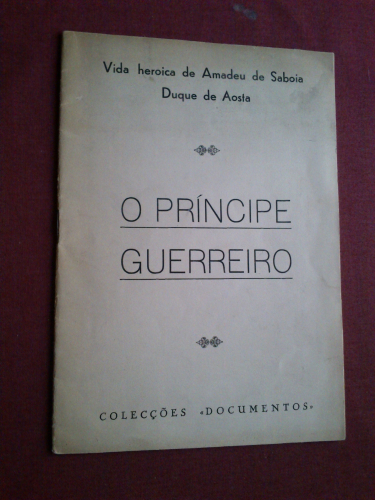 Vida heroica de Amadeu de Saboia
Duque de Aosta
O PRÍNCIPE
GUERREIRO
COLECÇÕES «DOCUMENTOS»